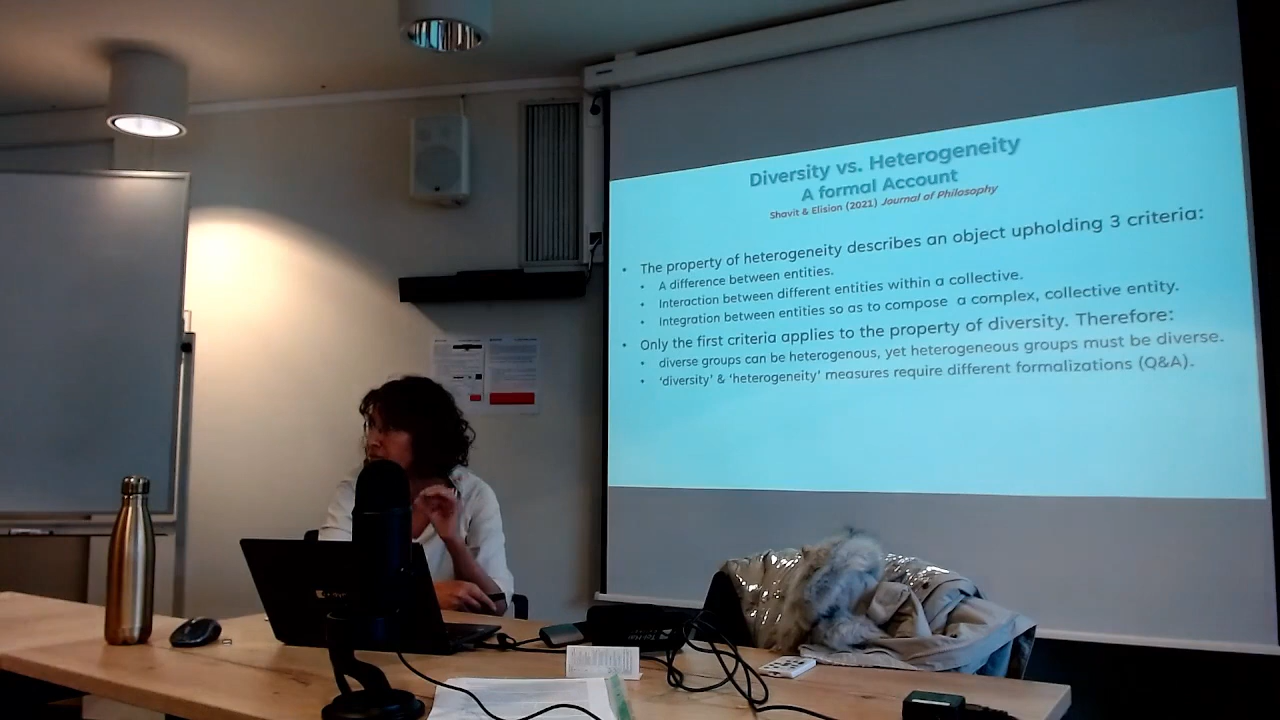 Diversity vs. Heterogeneity
A formal Account
Shavit & Elision (2021) Journal of Philosophy
• The property of heterogeneity describes an object upholding 3 criteria:
• A difference between entities.
• Interaction between different entities within a collective.
• Integration between entities so as to compose a complex, collective entity.
• Only the first criteria applies to the property of diversity. Therefore:
• diverse groups can be heterogenous, yet heterogeneous groups must be diverse.
• ‘diversity’ & ‘heterogeneity’ measures require different formalizations (Q&A).